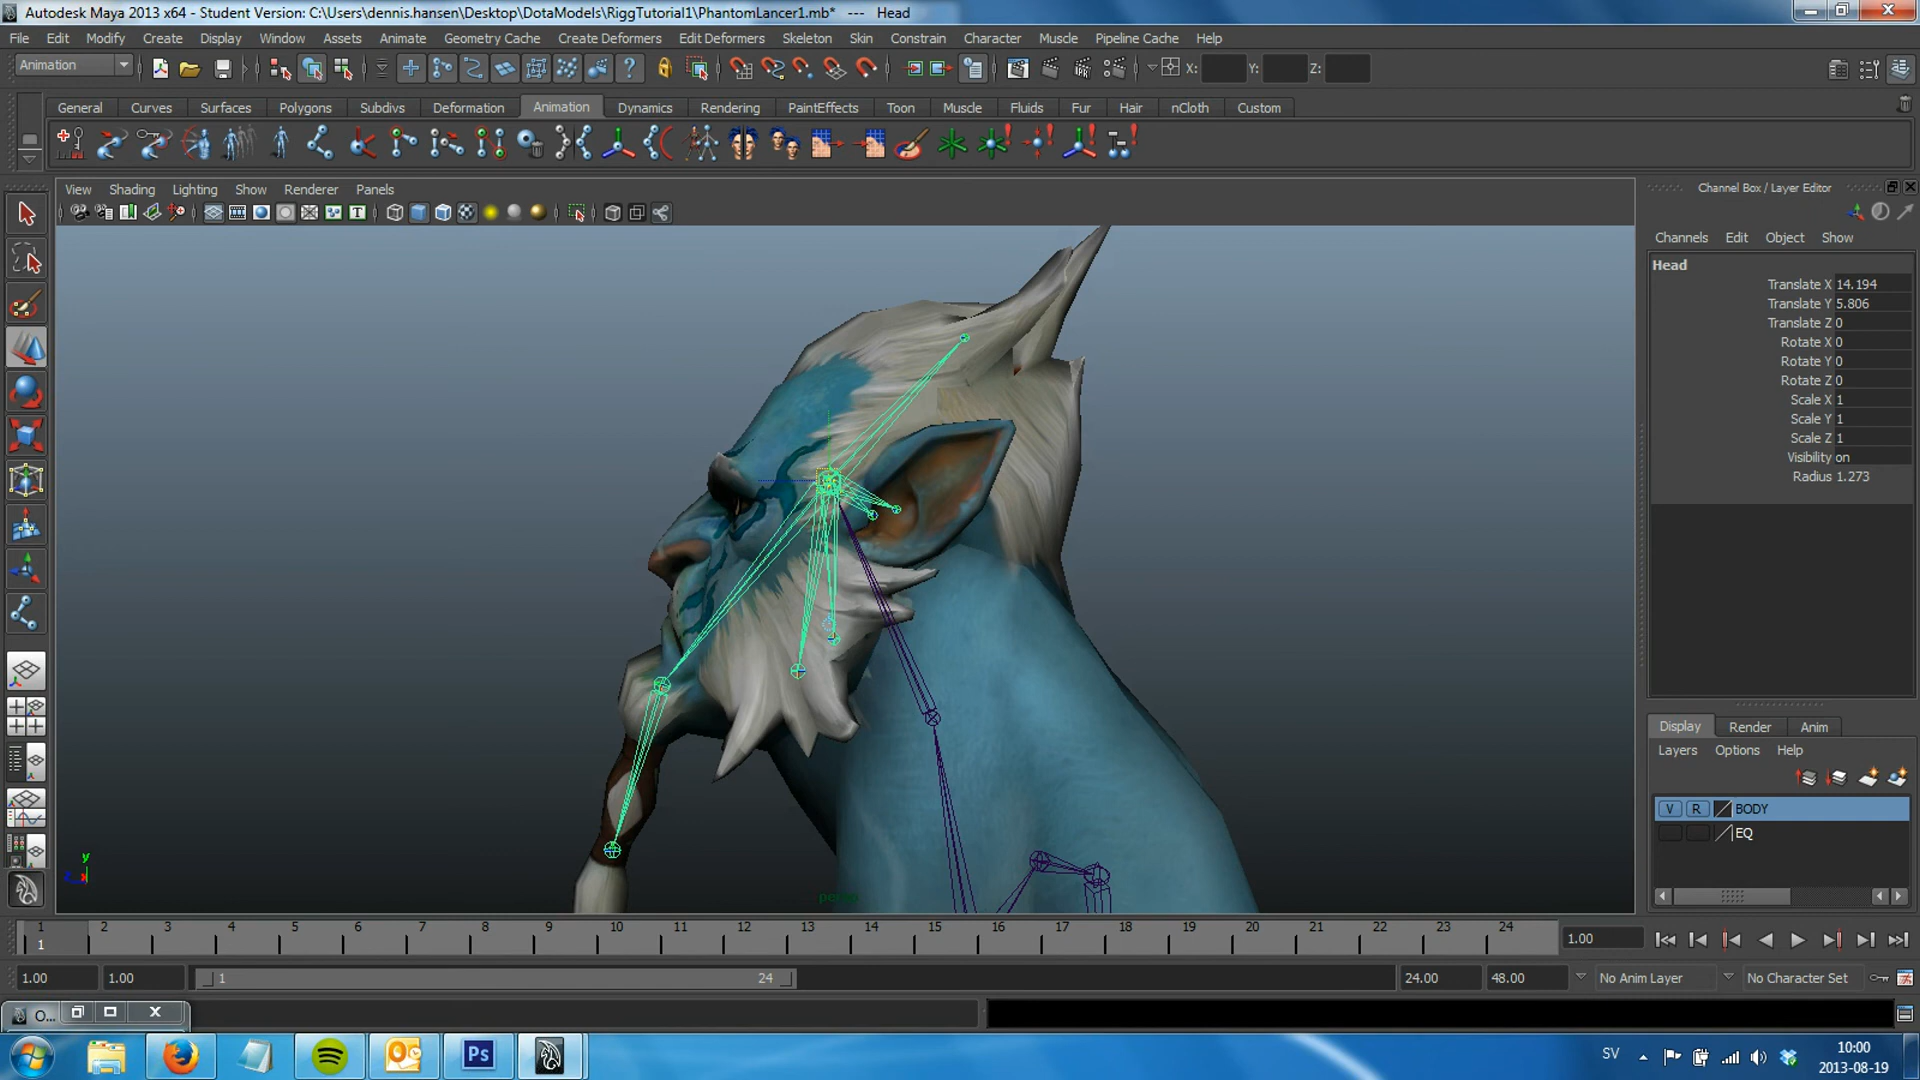 Autodesk Maya 2013 x64 - Student Version: C:\Users\dennis.hansen\Desktop\DotaModels\RiggTutorial1\PhantomLancer1.mb* --- Head
File Edit Modify Create Display Window Assets Animate Geometry Cache Create Deformers Edit Deformers Skeleton Skin Constrain Character Muscle Pipeline Cache Help
Animation X: Y: Z:
General Curves Surfaces Polygons Subdivs Deformation Animation Dynamics Rendering PaintEffects Toon Muscle Fluids Fur Hair nCloth Custom
View Shading Lighting Show Renderer Panels
Channel Box / Layer Editor
Channels Edit Object Show
Head
Translate X 14.194
Translate Y 5.806
Translate Z 0
Rotate X 0
Rotate Y 0
Rotate Z 0
Scale X 1
Scale Y 1
Scale Z 1
Visibility on
Radius 1.273
Display Render Anim
Layers Options Help
V R BODY
EQ
y
z x
persp
1 2 3 4 5 6 7 8 9 10 11 12 13 14 15 16 17 18 19 20 21 22 23 24
1 1.00
1.00 1.00 1 24 24.00 48.00 No Anim Layer No Character Set
O...
Ps
SV 10:00
2013-08-19